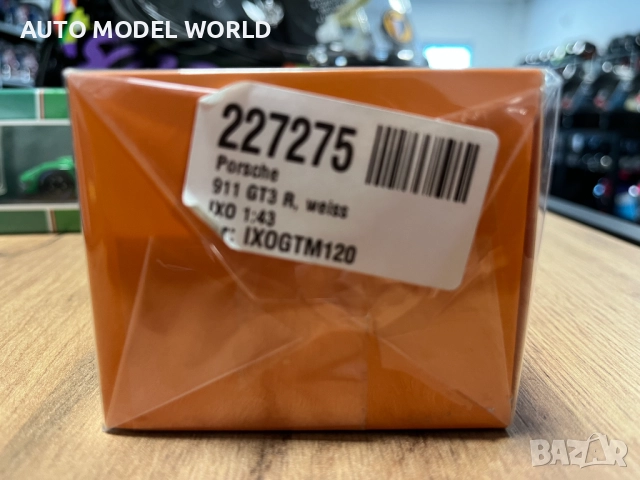 AUTO MODEL WORLD
227275
Porsche
911 GT3 R, weiss
IXO 1:43
IXOGTM120
BAZAR